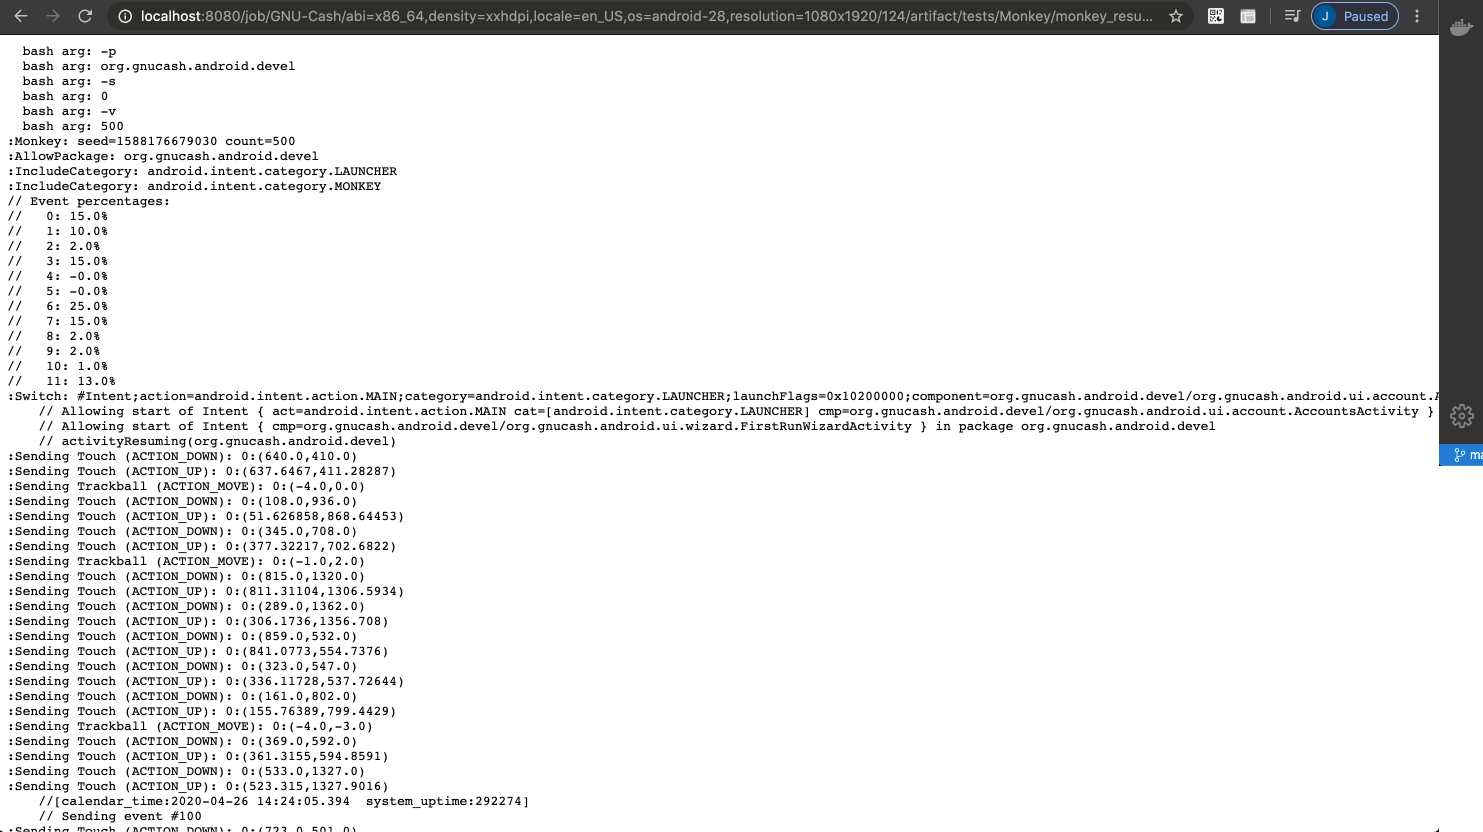 localhost:8080/job/GNU-Cash/abi=x86_64,density=xxhdpi,locale=en_US,os=android-28,resolution=1080x1920/124/artifact/tests/Monkey/monkey_resu...
J Paused
bash arg: -p
bash arg: org.gnucash.android.devel
bash arg: -s
bash arg: 0
bash arg: -v
bash arg: 500
:Monkey: seed=1588176679030 count=500
:AllowPackage: org.gnucash.android.devel
:IncludeCategory: android.intent.category.LAUNCHER
:IncludeCategory: android.intent.category.MONKEY
// Event percentages:
//   0: 15.0%
//   1: 10.0%
//   2: 2.0%
//   3: 15.0%
//   4: -0.0%
//   5: -0.0%
//   6: 25.0%
//   7: 15.0%
//   8: 2.0%
//   9: 2.0%
//   10: 1.0%
//   11: 13.0%
:Switch: #Intent;action=android.intent.action.MAIN;category=android.intent.category.LAUNCHER;launchFlags=0x10200000;component=org.gnucash.android.devel/org.gnucash.android.ui.account.A
// Allowing start of Intent { act=android.intent.action.MAIN cat=[android.intent.category.LAUNCHER] cmp=org.gnucash.android.devel/org.gnucash.android.ui.account.AccountsActivity }
// Allowing start of Intent { cmp=org.gnucash.android.devel/org.gnucash.android.ui.wizard.FirstRunWizardActivity } in package org.gnucash.android.devel
// activityResuming(org.gnucash.android.devel)
:Sending Touch (ACTION_DOWN): 0:(640.0,410.0)
:Sending Touch (ACTION_UP): 0:(637.6467,411.28287)
:Sending Trackball (ACTION_MOVE): 0:(-4.0,0.0)
:Sending Touch (ACTION_DOWN): 0:(108.0,936.0)
:Sending Touch (ACTION_UP): 0:(51.626858,868.64453)
:Sending Touch (ACTION_DOWN): 0:(345.0,708.0)
:Sending Touch (ACTION_UP): 0:(377.32217,702.6822)
:Sending Trackball (ACTION_MOVE): 0:(-1.0,2.0)
:Sending Touch (ACTION_DOWN): 0:(815.0,1320.0)
:Sending Touch (ACTION_UP): 0:(811.31104,1306.5934)
:Sending Touch (ACTION_DOWN): 0:(289.0,1362.0)
:Sending Touch (ACTION_UP): 0:(306.1736,1356.708)
:Sending Touch (ACTION_DOWN): 0:(859.0,532.0)
:Sending Touch (ACTION_UP): 0:(841.0773,554.7376)
:Sending Touch (ACTION_DOWN): 0:(323.0,547.0)
:Sending Touch (ACTION_UP): 0:(336.11728,537.72644)
:Sending Touch (ACTION_DOWN): 0:(161.0,802.0)
:Sending Touch (ACTION_UP): 0:(155.76389,799.4429)
:Sending Trackball (ACTION_MOVE): 0:(-4.0,-3.0)
:Sending Touch (ACTION_DOWN): 0:(369.0,592.0)
:Sending Touch (ACTION_UP): 0:(361.3155,594.8591)
:Sending Touch (ACTION_DOWN): 0:(533.0,1327.0)
:Sending Touch (ACTION_UP): 0:(523.315,1327.9016)
//[calendar_time:2020-04-26 14:24:05.394  system_uptime:292274]
// Sending event #100
:Sending Touch (ACTION_DOWN): 0:(723.0,501.0)
ma